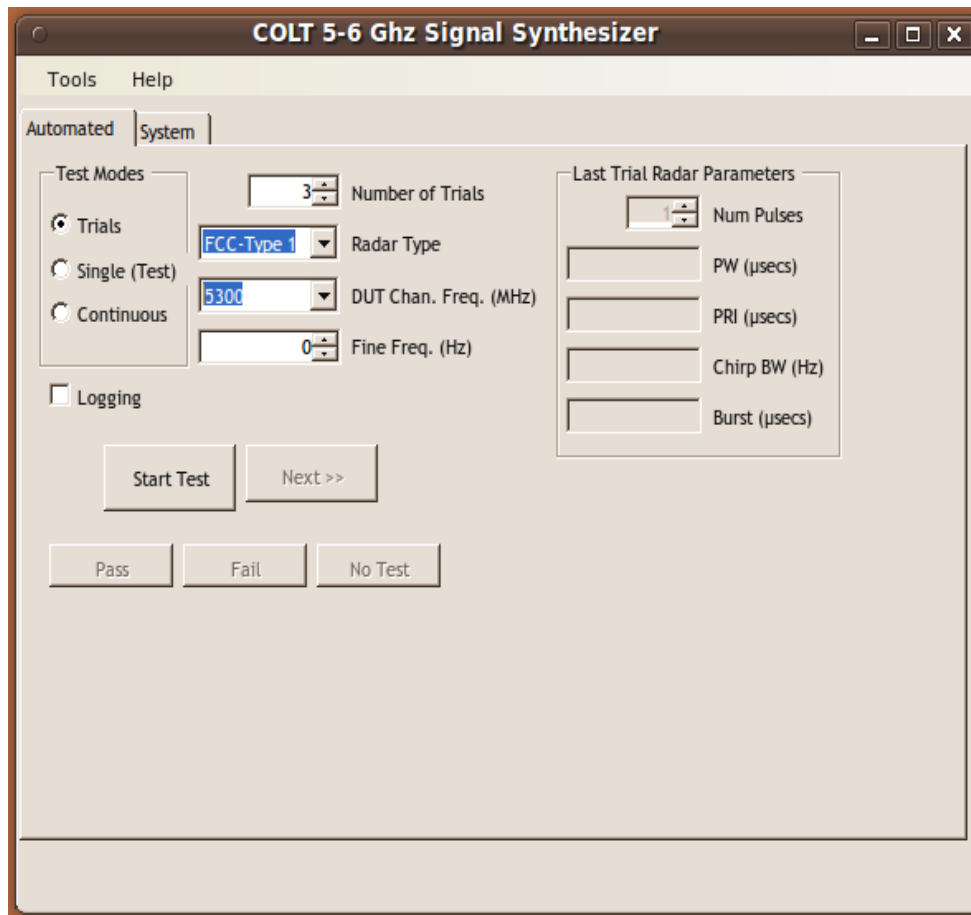 COLT 5-6 Ghz Signal Synthesizer
Tools Help
Automated System
Test Modes
Trials
Single (Test)
Continuous
3 Number of Trials
FCC-Type 1 Radar Type
5300 DUT Chan. Freq. (MHz)
0 Fine Freq. (Hz)
Logging
Last Trial Radar Parameters
1 Num Pulses
PW (µsecs)
PRI (µsecs)
Chirp BW (Hz)
Burst (µsecs)
Start Test Next >>
Pass Fail No Test